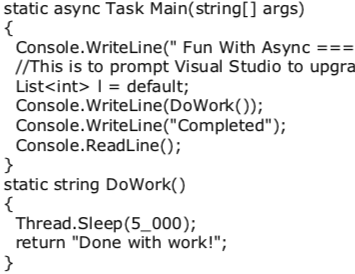 static async Task Main(string[] args)
{
Console.WriteLine(" Fun With Async ===
//This is to prompt Visual Studio to upgra
List<int> l = default;
Console.WriteLine(DoWork());
Console.WriteLine("Completed");
Console.ReadLine();
}
static string DoWork()
{
Thread.Sleep(5_000);
return "Done with work!";
}